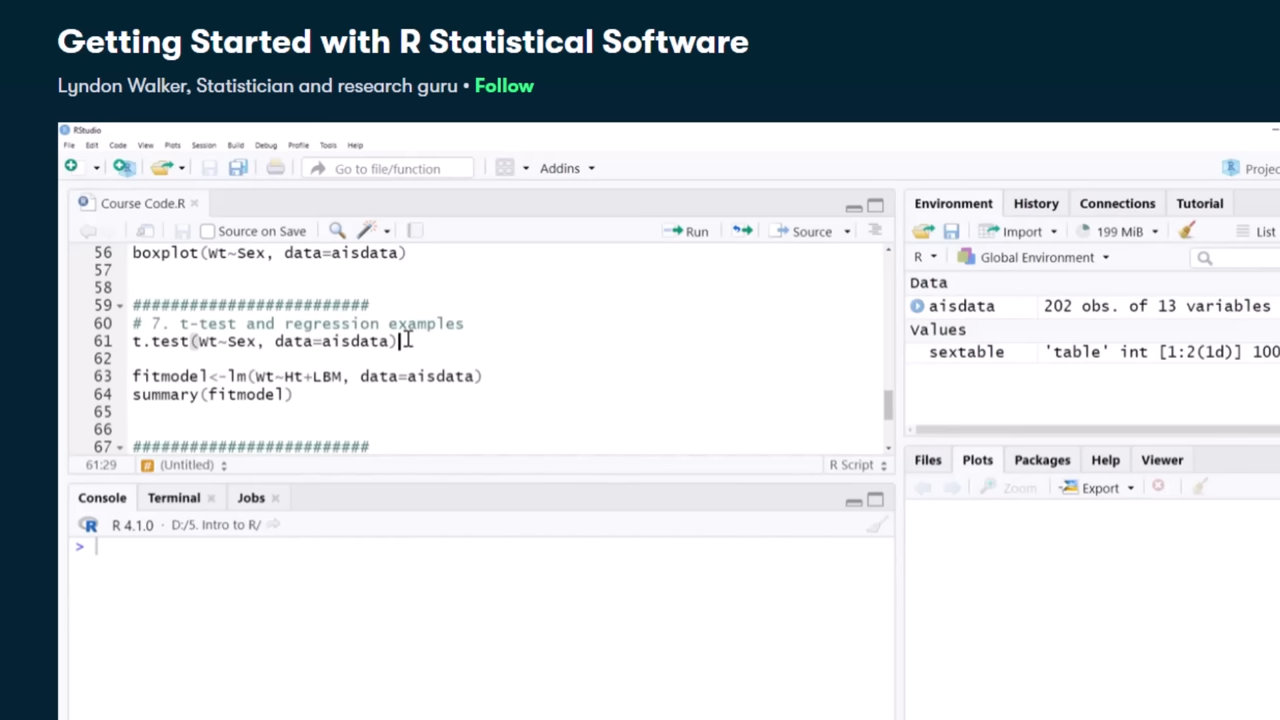 Getting Started with R Statistical Software
Lyndon Walker, Statistician and research guru • Follow
RStudio
File Edit Code View Plots Session Build Debug Profile Tools Help
Go to file/function Addins Projec
Course Code.R
Source on Save Run Source
56 boxplot(Wt~Sex, data=aisdata)
57
58
59 #########################
60 # 7. t-test and regression examples
61 t.test(Wt~Sex, data=aisdata)
62
63 fitmodel<-lm(Wt~Ht+LBM, data=aisdata)
64 summary(fitmodel)
65
66
67 #########################
61:29 # (Untitled) R Script
Console Terminal Jobs
R R 4.1.0 · D:/5. Intro to R/
>
Environment History Connections Tutorial
Import 199 MiB List
R Global Environment
Data
aisdata 202 obs. of 13 variables
Values
sextable 'table' int [1:2(1d)] 100
Files Plots Packages Help Viewer
Zoom Export